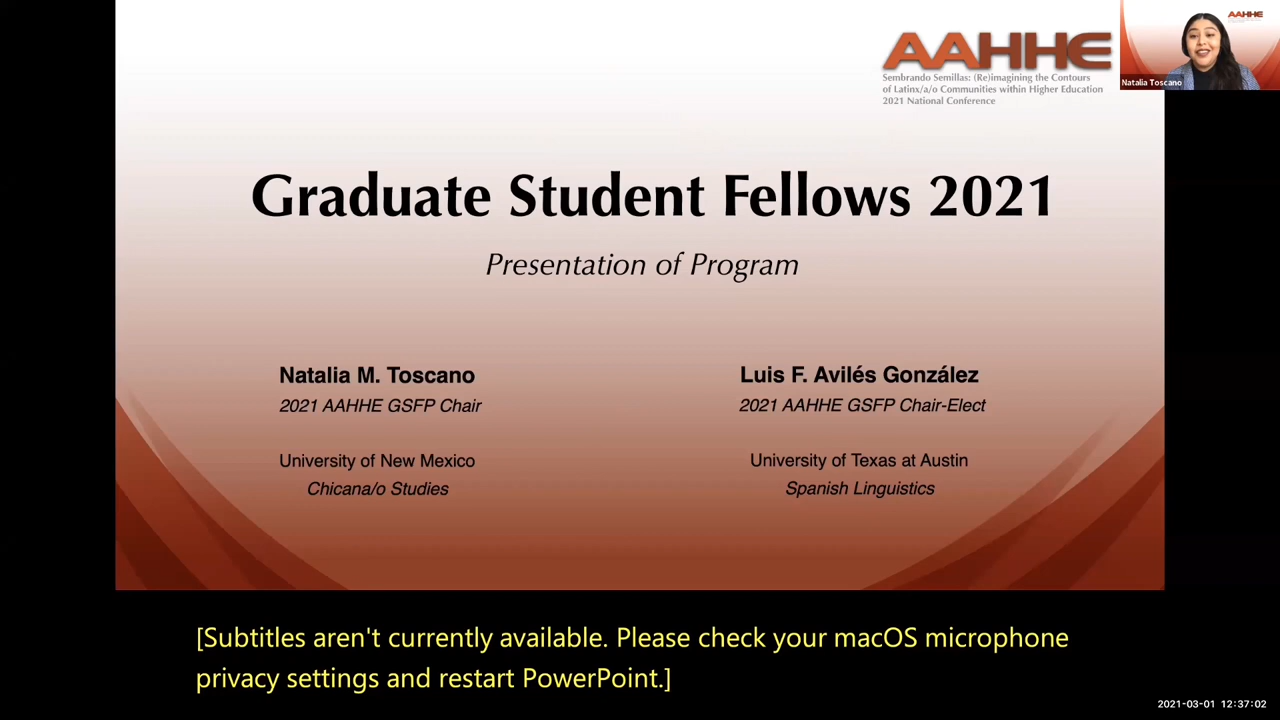 AAHHE
Sembrando Semillas: (Re)imagining the Contours
of Latinx/a/o Communities within Higher Education
2021 National Conference
AAHHE
Natalia Toscano
Graduate Student Fellows 2021
Presentation of Program
Natalia M. Toscano
2021 AAHHE GSFP Chair
University of New Mexico
Chicana/o Studies
Luis F. Avilés González
2021 AAHHE GSFP Chair-Elect
University of Texas at Austin
Spanish Linguistics
[Subtitles aren't currently available. Please check your macOS microphone
privacy settings and restart PowerPoint.]
2021-03-01 12:37:02